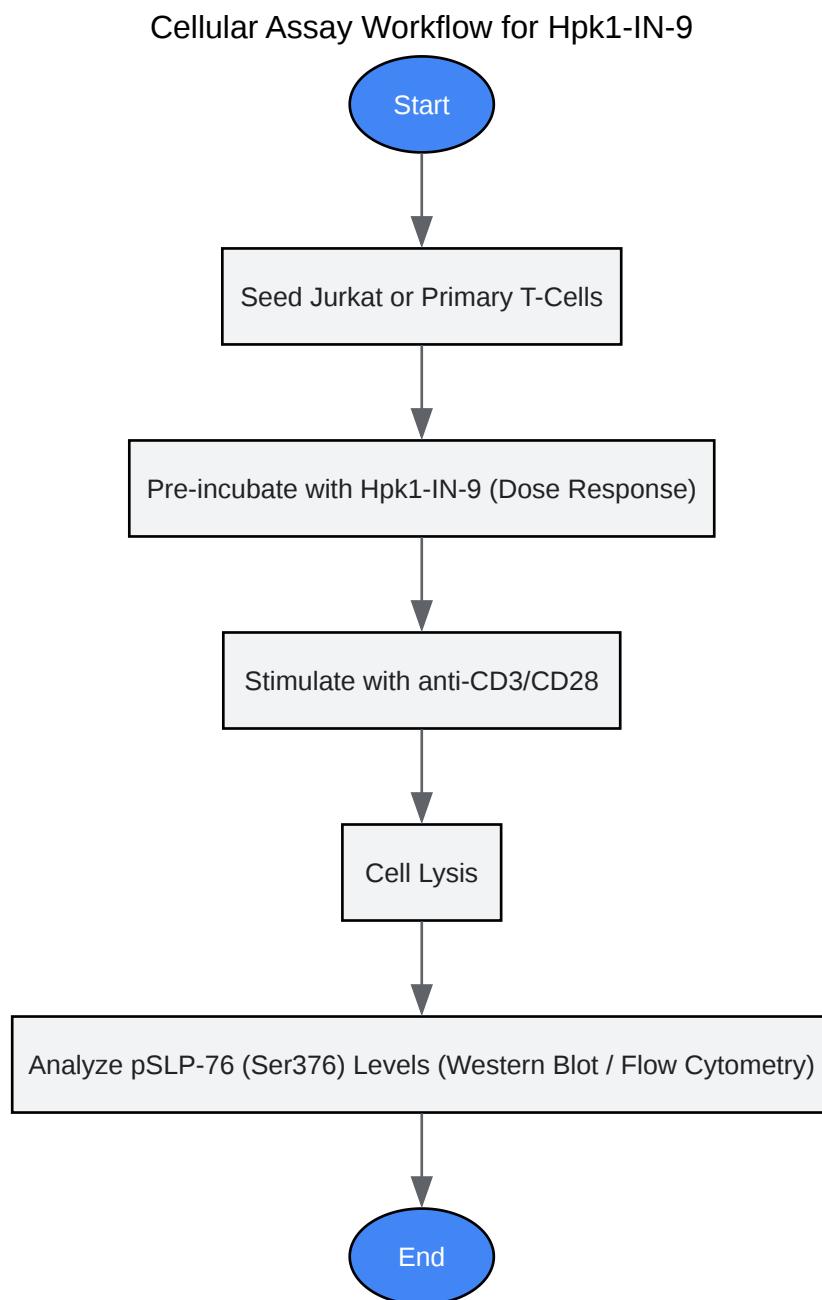 Cellular Assay Workflow for Hpk1-IN-9
Start
Seed Jurkat or Primary T-Cells
Pre-incubate with Hpk1-IN-9 (Dose Response)
Stimulate with anti-CD3/CD28
Cell Lysis
Analyze pSLP-76 (Ser376) Levels (Western Blot / Flow Cytometry)
End